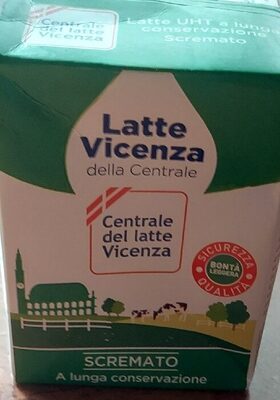 Centrale
del latte
Vicenza
Latte UHT a lunga
conservazione
Scremato
Latte
Vicenza
della Centrale
Centrale
del latte
Vicenza
SICUREZZA
BONTÀ
LEGGERA
QUALITÀ
SCREMATO
A lunga conservazione